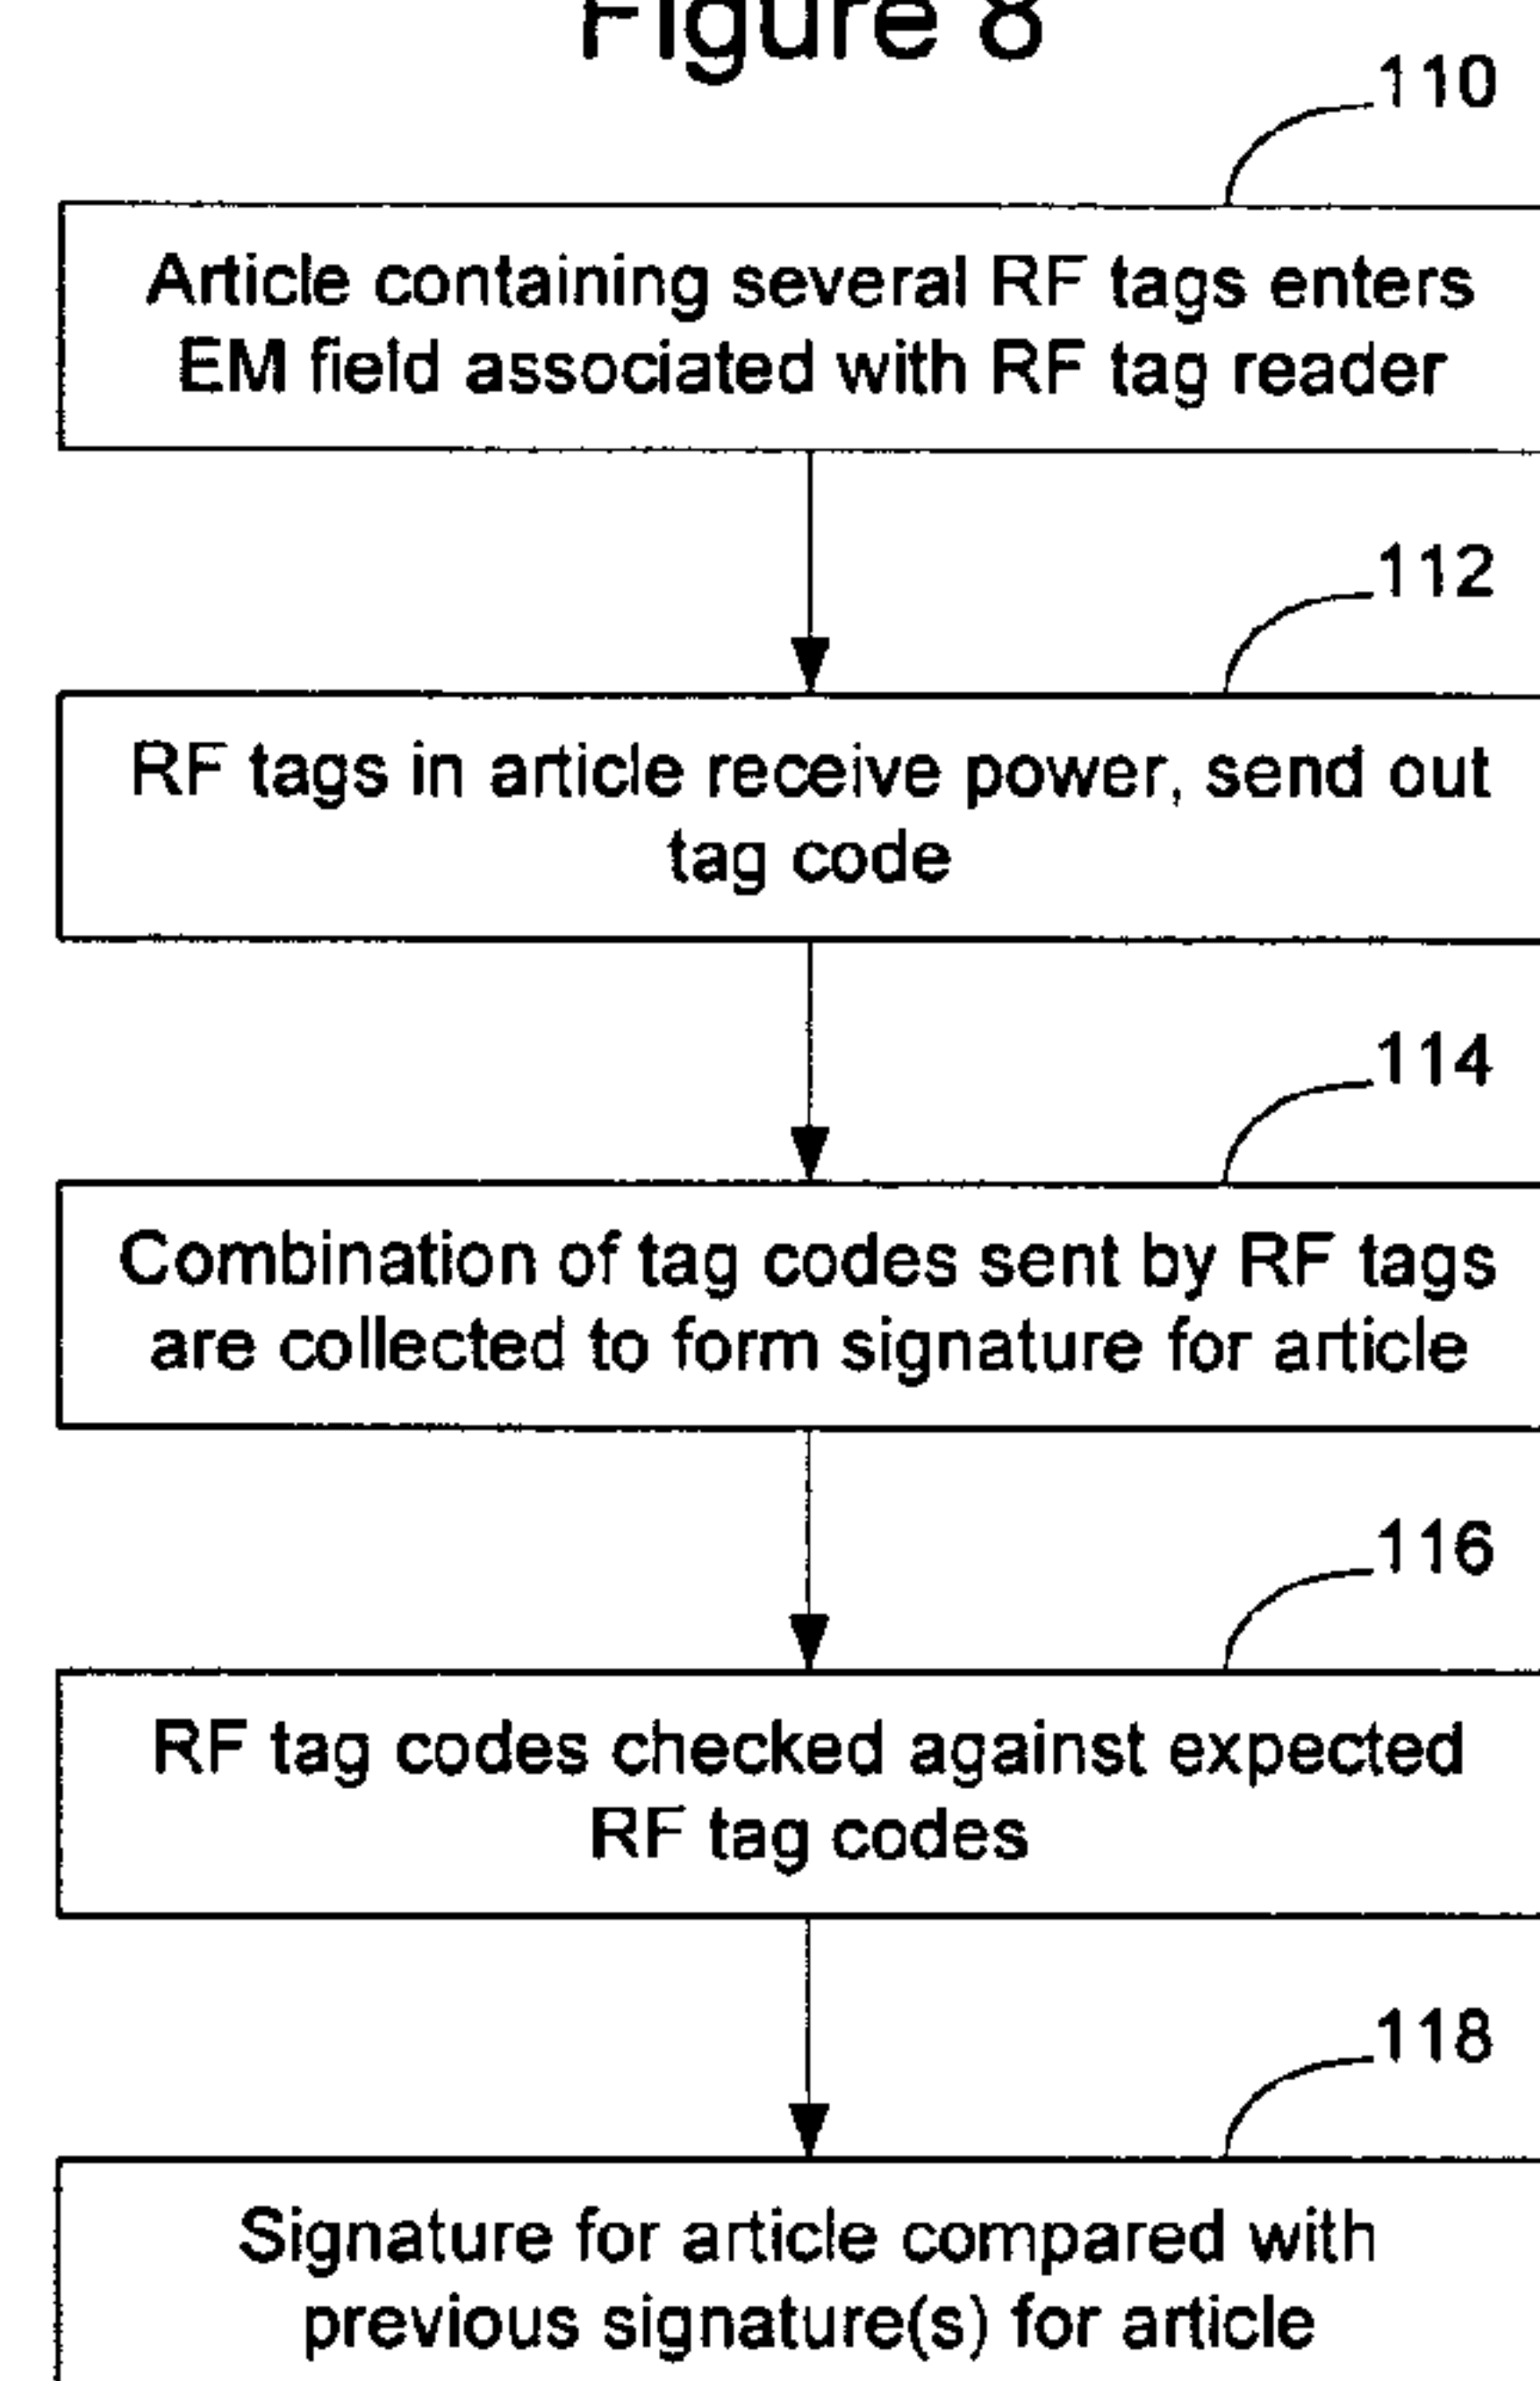 Figure 8
110
Article containing several RF tags enters
EM field associated with RF tag reader
112
RF tags in article receive power, send out
tag code
114
Combination of tag codes sent by RF tags
are collected to form signature for article
116
RF tag codes checked against expected
RF tag codes
118
Signature for article compared with
previous signature(s) for article